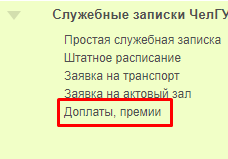 Служебные записки ЧелГУ
Простая служебная записка
Штатное расписание
Заявка на транспорт
Заявка на актовый зал
Доплаты, премии